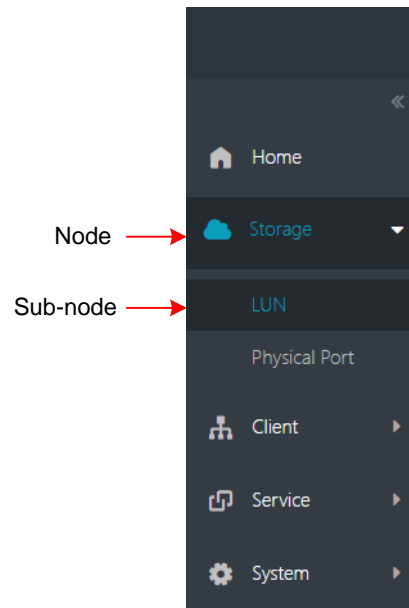 Home
Node
Storage
Sub-node
LUN
Physical Port
Client
Service
System